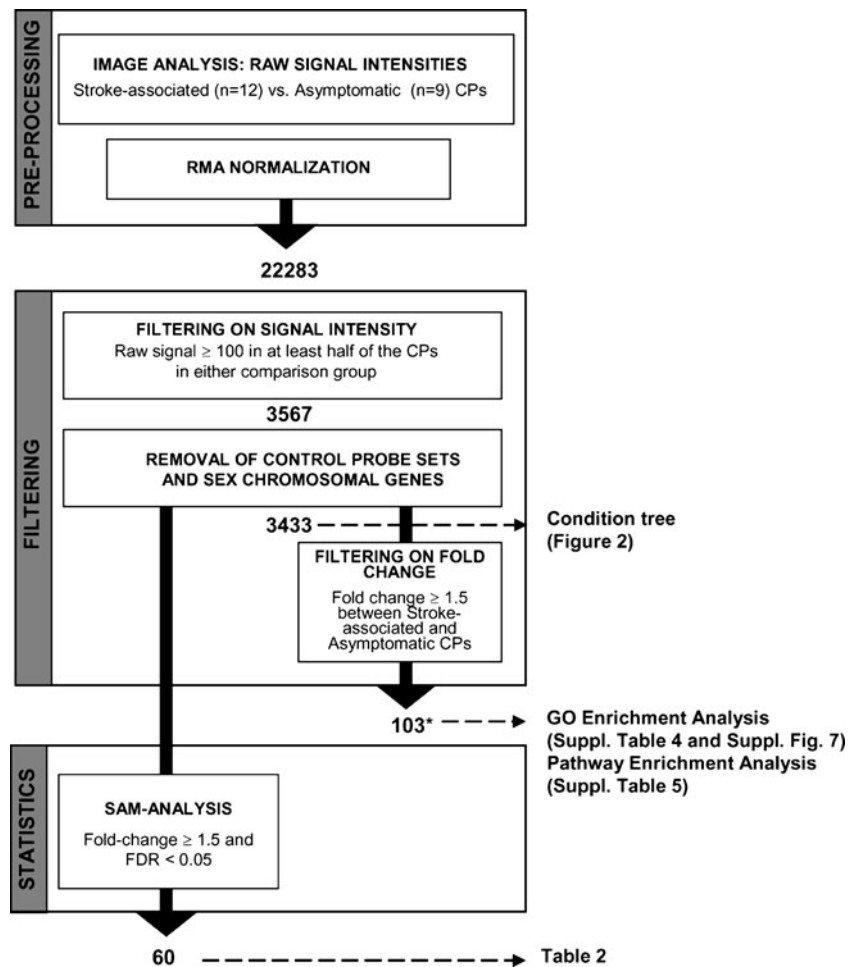 PRE-PROCESSING
IMAGE ANALYSIS: RAW SIGNAL INTENSITIES
Stroke-associated (n=12) vs. Asymptomatic (n=9) CPs
RMA NORMALIZATION
22283
FILTERING
FILTERING ON SIGNAL INTENSITY
Raw signal ≥ 100 in at least half of the CPs
in either comparison group
3567
REMOVAL OF CONTROL PROBE SETS
AND SEX CHROMOSOMAL GENES
3433
Condition tree
(Figure 2)
FILTERING ON FOLD
CHANGE
Fold change ≥ 1.5
between Stroke-
associated and
Asymptomatic CPs
103*
GO Enrichment Analysis
(Suppl. Table 4 and Suppl. Fig. 7)
Pathway Enrichment Analysis
(Suppl. Table 5)
STATISTICS
SAM-ANALYSIS
Fold-change ≥ 1.5 and
FDR < 0.05
60
Table 2